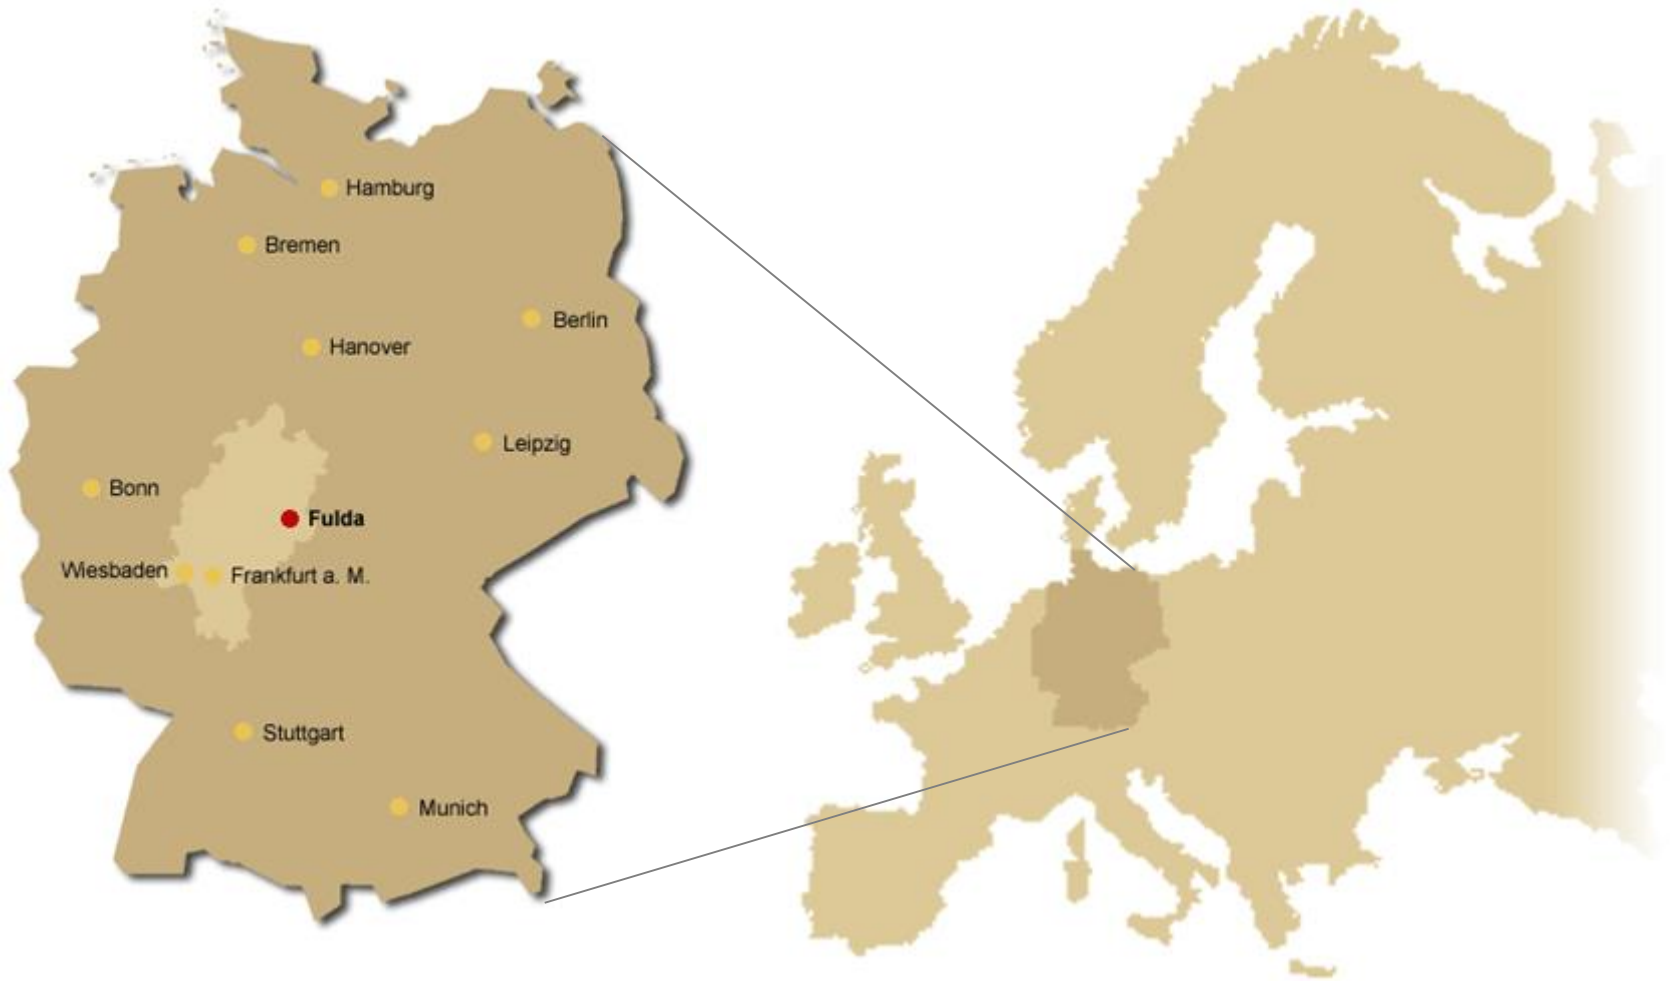 Hamburg
Bremen
Berlin
Hanover
Leipzig
Bonn
Fulda
Wiesbaden
Frankfurt a. M.
Stuttgart
Munich